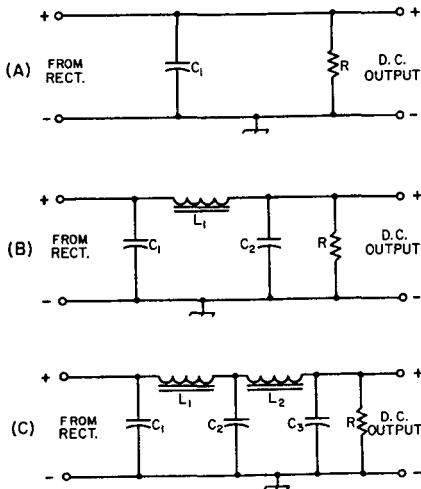 + +
(A) FROM RECT. C1 R D.C. OUTPUT
- -
+ +
L1
(B) FROM RECT. C1 C2 R D.C. OUTPUT
- -
+ +
L1 L2
(C) FROM RECT. C1 C2 C3 R D.C. OUTPUT
- -